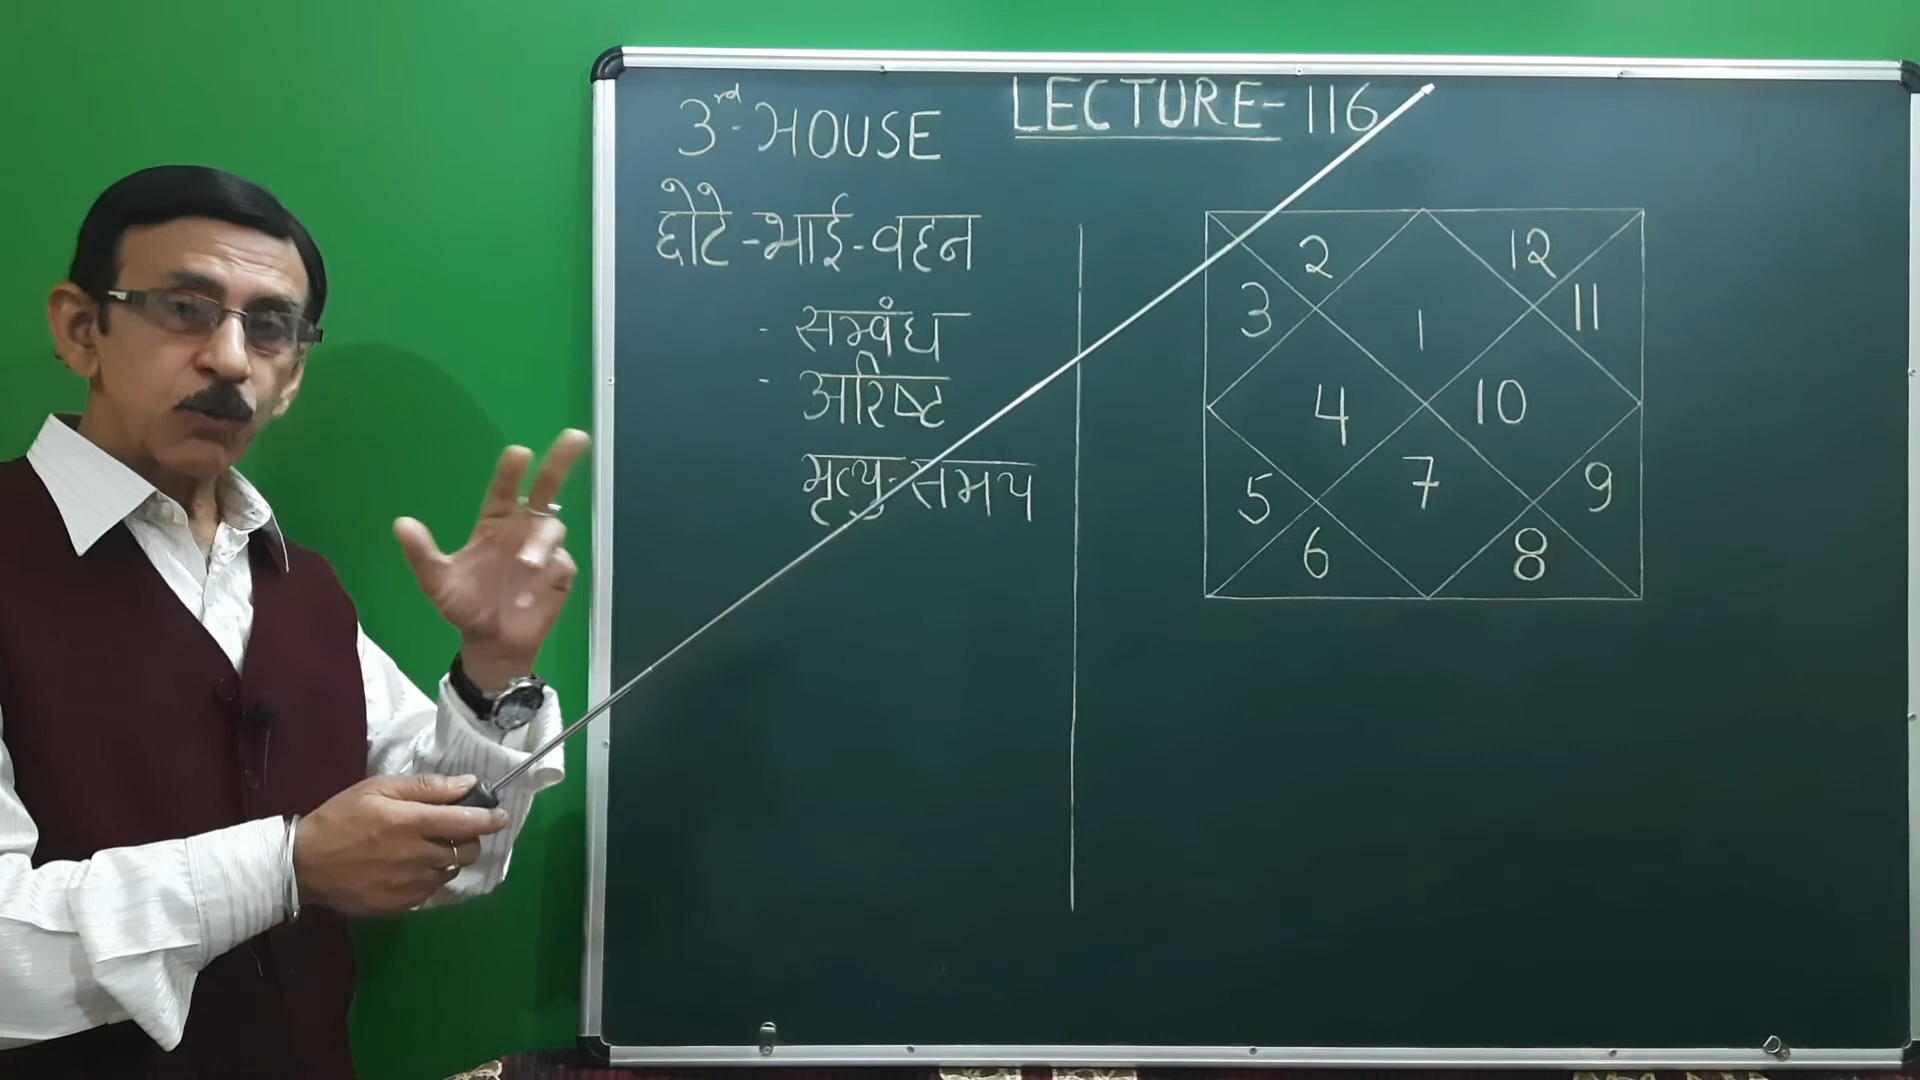 LECTURE-116
3rd-HOUSE
छोटे-भाई-वहन
- सम्वंध
- अरिष्ट
मृत्यु-समय
2 12
3 1 11
4 10
5 7 9
6 8